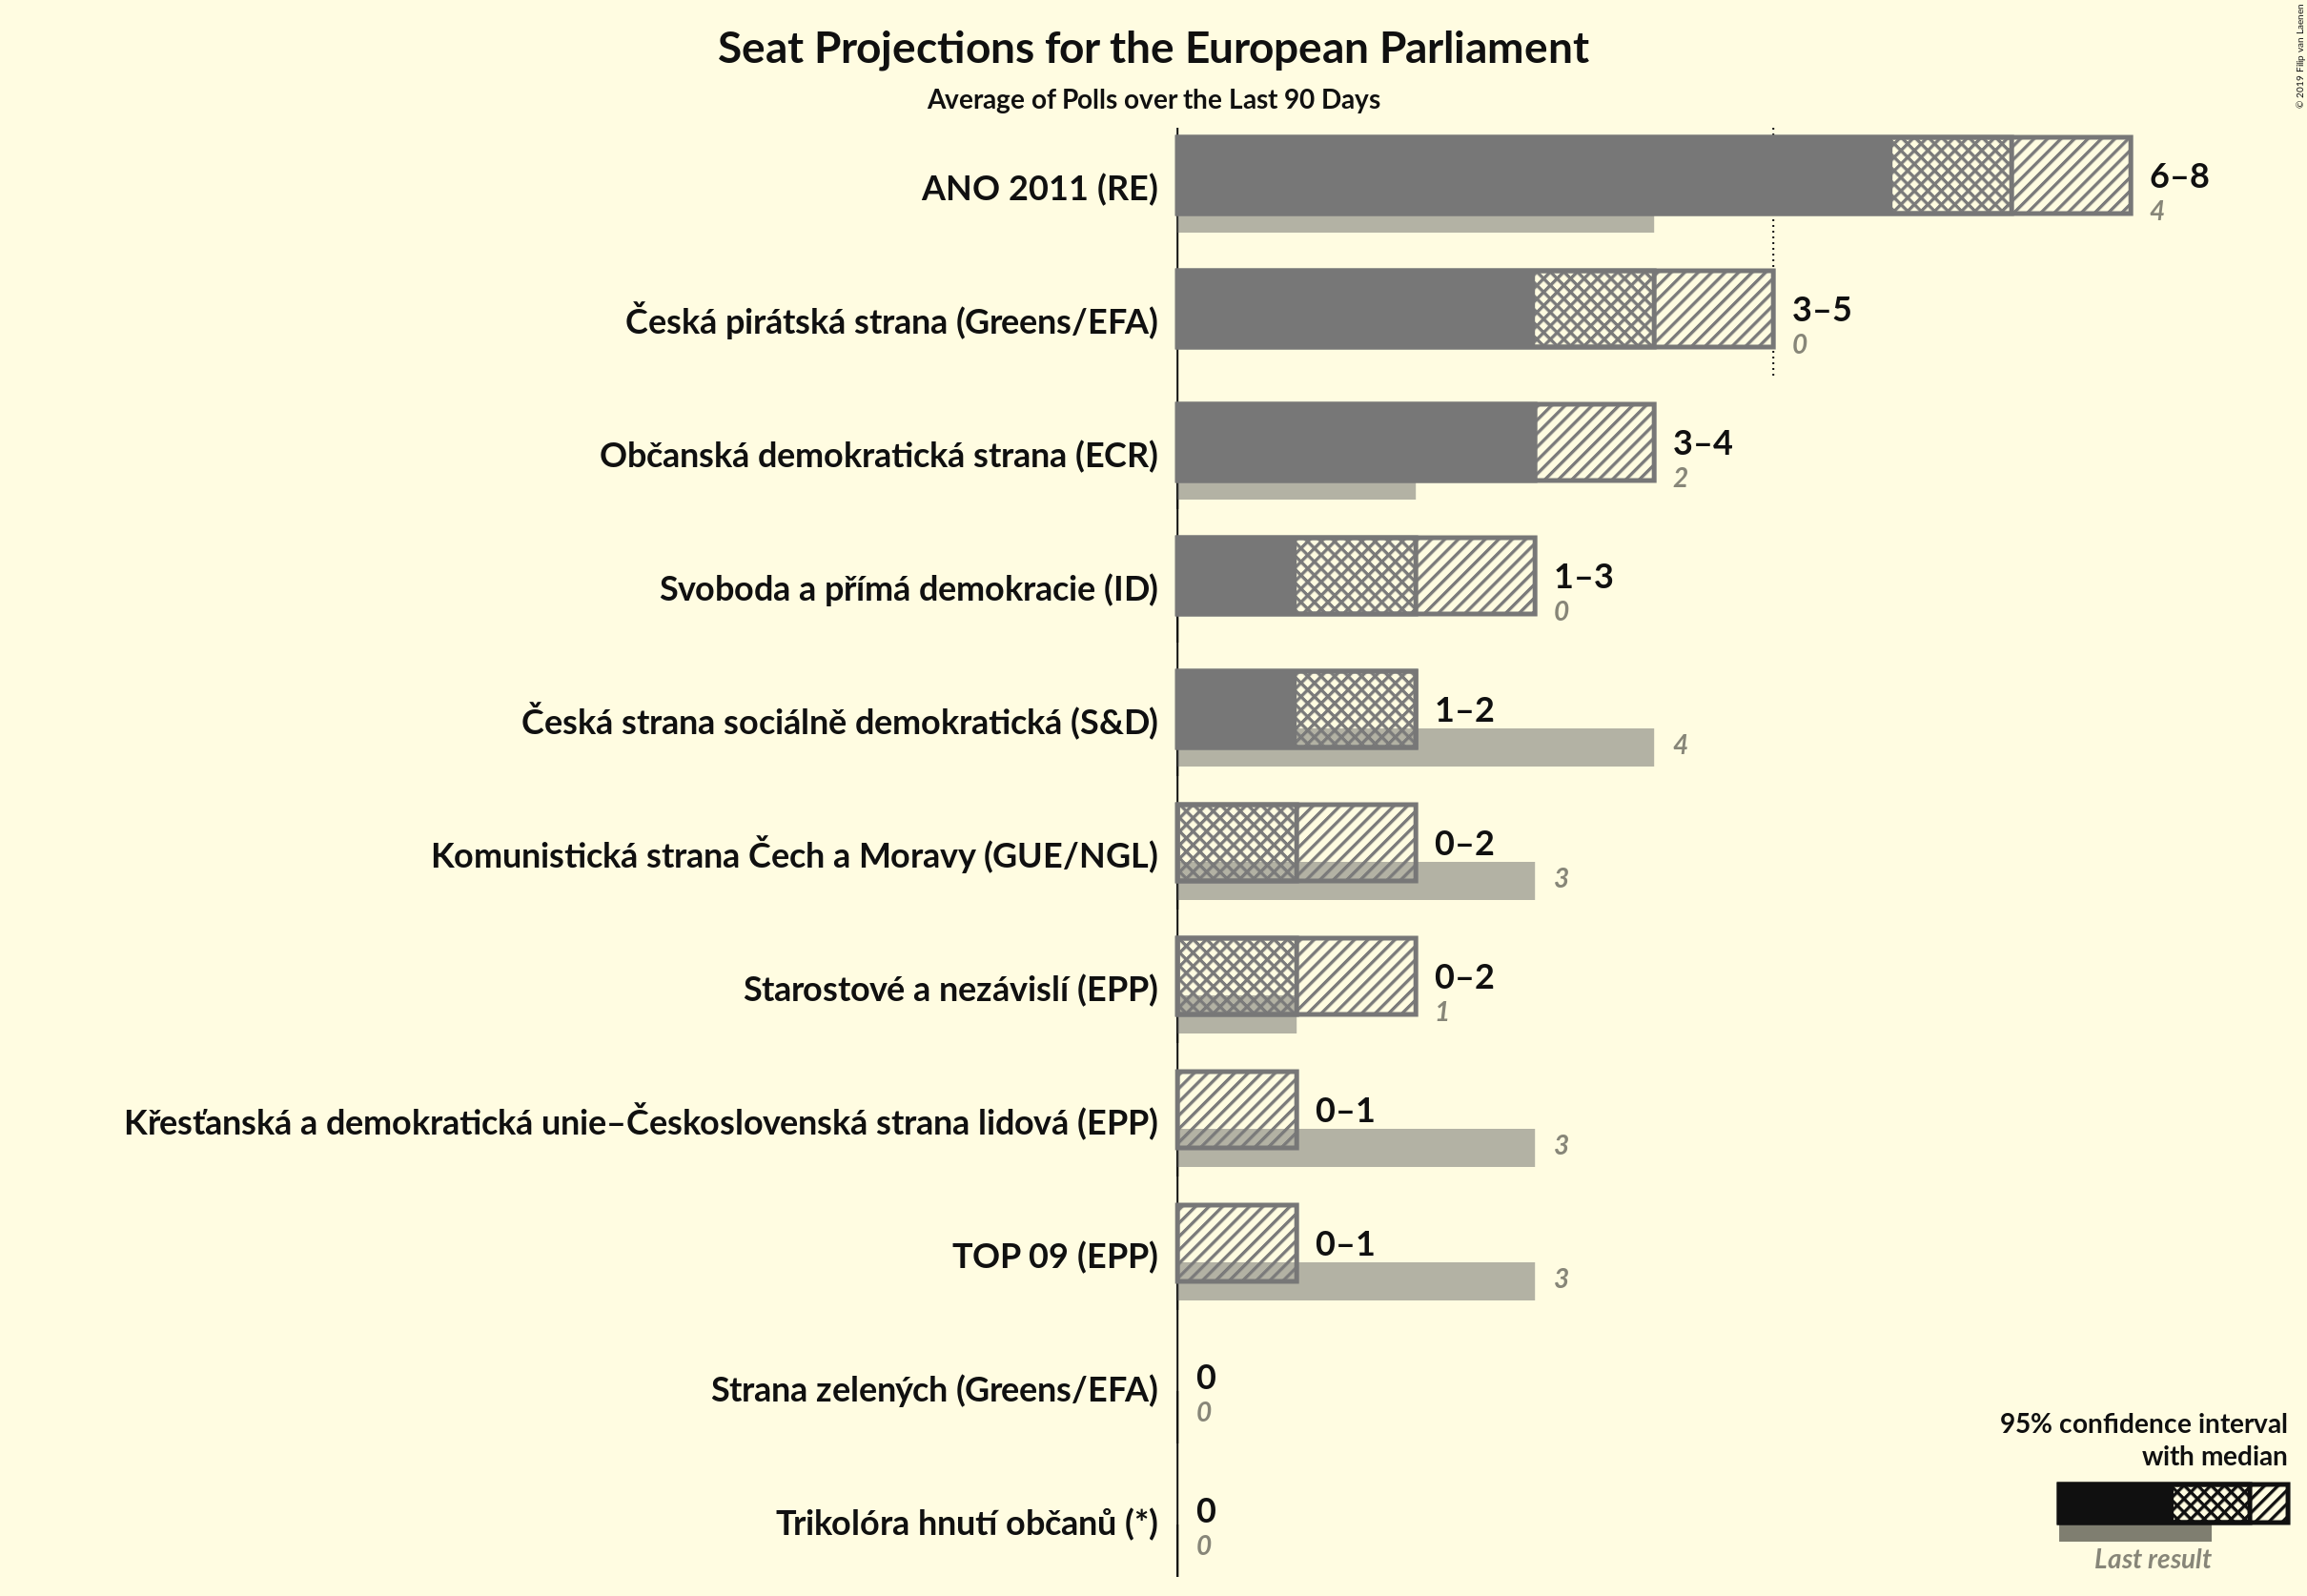 Seat Projections for the European Parliament
Average of Polls over the Last 90 Days
© 2019 Filip van Laenen
ANO 2011 (RE)
6–8
4
Česká pirátská strana (Greens/EFA)
3–5
0
Občanská demokratická strana (ECR)
3–4
2
Svoboda a přímá demokracie (ID)
1–3
0
Česká strana sociálně demokratická (S&D)
1–2
4
Komunistická strana Čech a Moravy (GUE/NGL)
0–2
3
Starostové a nezávislí (EPP)
0–2
1
Křesťanská a demokratická unie–Československá strana lidová (EPP)
0–1
3
TOP 09 (EPP)
0–1
3
Strana zelených (Greens/EFA)
0
0
Trikolóra hnutí občanů (*)
0
0
95% confidence interval
with median
Last result